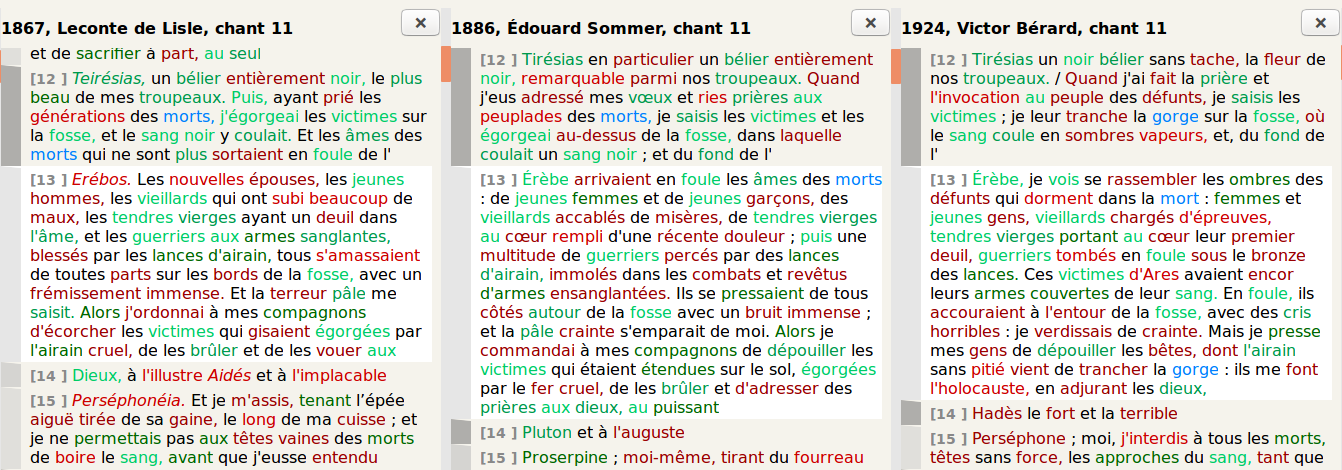 1867, Leconte de Lisle, chant 11
×
et de sacrifier à part, au seul
[12 ] Teirésias, un bélier entièrement noir, le plus
beau de mes troupeaux. Puis, ayant prié les
générations des morts, j'égorgeai les victimes sur
la fosse, et le sang noir y coulait. Et les âmes des
morts qui ne sont plus sortaient en foule de l'
[13 ] Erébos. Les nouvelles épouses, les jeunes
hommes, les vieillards qui ont subi beaucoup de
maux, les tendres vierges ayant un deuil dans
l'âme, et les guerriers aux armes sanglantes,
blessés par les lances d'airain, tous s'amassaient
de toutes parts sur les bords de la fosse, avec un
frémissement immense. Et la terreur pâle me
saisit. Alors j'ordonnai à mes compagnons
d'écorcher les victimes qui gisaient égorgées par
l'airain cruel, de les brûler et de les vouer aux
[14 ] Dieux, à l'illustre Aidés et à l'implacable
[15 ] Perséphonéia. Et je m'assis, tenant l’épée
aiguë tirée de sa gaine, le long de ma cuisse ; et
je ne permettais pas aux têtes vaines des morts
de boire le sang, avant que j'eusse entendu
1886, Édouard Sommer, chant 11
×
[12 ] Tirésias en particulier un bélier entièrement
noir, remarquable parmi nos troupeaux. Quand
j'eus adressé mes vœux et ries prières aux
peuplades des morts, je saisis les victimes et les
égorgeai au-dessus de la fosse, dans laquelle
coulait un sang noir ; et du fond de l'
[13 ] Érèbe arrivaient en foule les âmes des morts
: de jeunes femmes et de jeunes garçons, des
vieillards accablés de misères, de tendres vierges
au cœur rempli d'une récente douleur ; puis une
multitude de guerriers percés par des lances
d'airain, immolés dans les combats et revêtus
d'armes ensanglantées. Ils se pressaient de tous
côtés autour de la fosse avec un bruit immense ;
et la pâle crainte s'emparait de moi. Alors je
commandai à mes compagnons de dépouiller les
victimes qui étaient étendues sur le sol, égorgées
par le fer cruel, de les brûler et d'adresser des
prières aux dieux, au puissant
[14 ] Pluton et à l'auguste
[15 ] Proserpine ; moi-même, tirant du fourreau
1924, Victor Bérard, chant 11
×
[12 ] Tirésias un noir bélier sans tache, la fleur de
nos troupeaux. / Quand j'ai fait la prière et
l'invocation au peuple des défunts, je saisis les
victimes ; je leur tranche la gorge sur la fosse, où
le sang coule en sombres vapeurs, et, du fond de
l'
[13 ] Érèbe, je vois se rassembler les ombres des
défunts qui dorment dans la mort : femmes et
jeunes gens, vieillards chargés d'épreuves,
tendres vierges portant au cœur leur premier
deuil, guerriers tombés en foule sous le bronze
des lances. Ces victimes d'Ares avaient encor
leurs armes couvertes de leur sang. En foule, ils
accouraient à l'entour de la fosse, avec des cris
horribles : je verdissais de crainte. Mais je presse
mes gens de dépouiller les bêtes, dont l'airain
sans pitié vient de trancher la gorge : ils me font
l'holocauste, en adjurant les dieux,
[14 ] Hadès le fort et la terrible
[15 ] Perséphone ; moi, j'interdis à tous les morts,
têtes sans force, les approches du sang, tant que